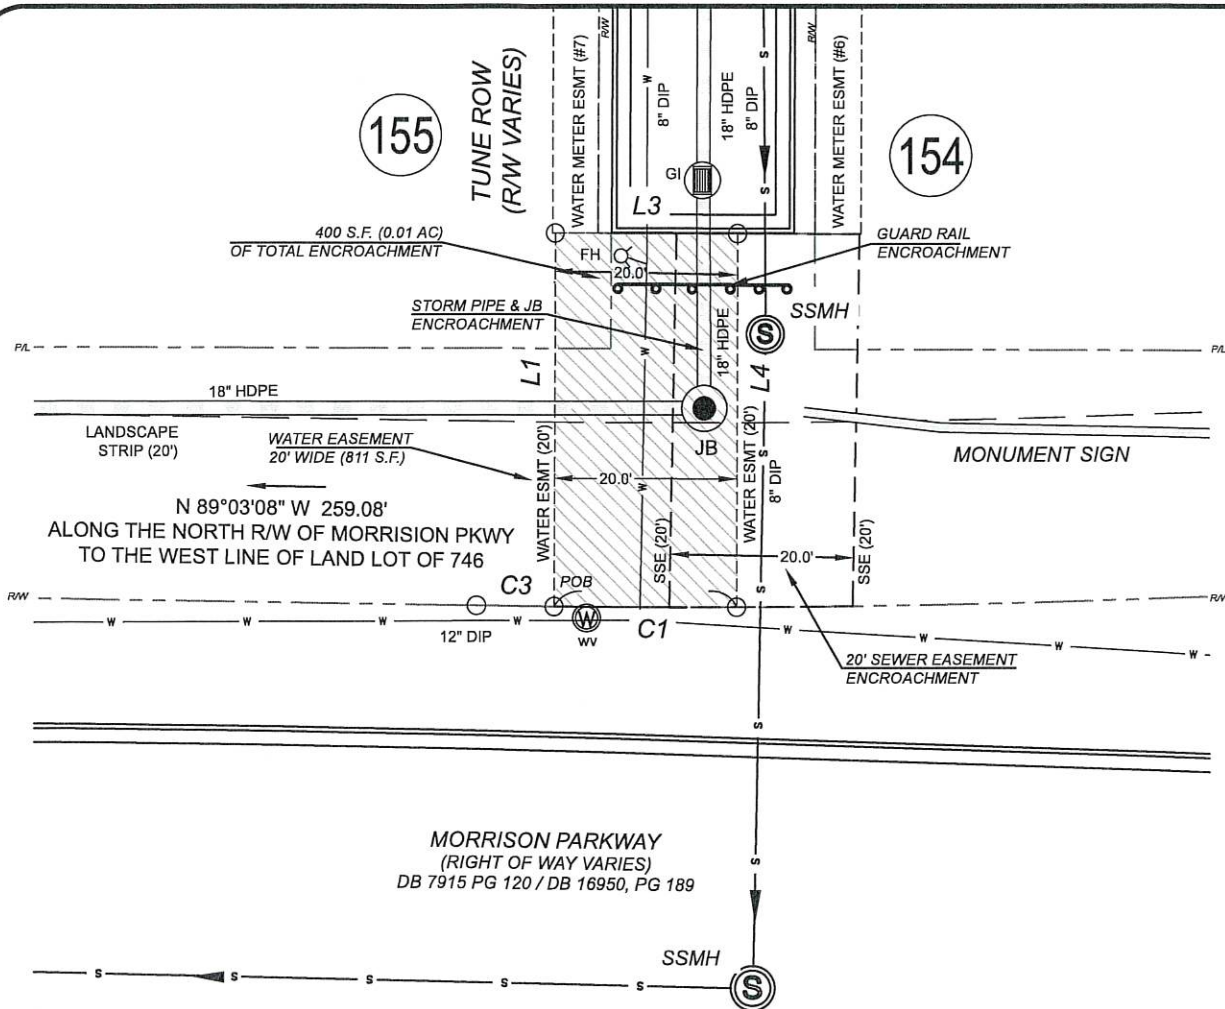 R/W
R/W
WATER METER ESMT (#7)
TUNE ROW
(R/W VARIES)
W
8" DIP
18" HDPE
8" DIP
S
WATER METER ESMT (#6)
155
154
GI
S
L3
400 S.F. (0.01 AC)
OF TOTAL ENCROACHMENT
FH
20.0'
GUARD RAIL
ENCROACHMENT
STORM PIPE & JB
ENCROACHMENT
SSMH
S
18" HDPE
P/L
P/L
W
L1
L4
18" HDPE
LANDSCAPE
STRIP (20')
WATER EASEMENT
20' WIDE (811 S.F.)
JB
MONUMENT SIGN
S
WATER ESMT (20')
20.0'
W
WATER ESMT (20')
8" DIP
N 89°03'08" W 259.08'
ALONG THE NORTH R/W OF MORRISION PKWY
TO THE WEST LINE OF LAND LOT OF 746
SSE (20')
20.0'
SSE (20')
C3
POB
S
R/W
R/W
W
W
W
W
12" DIP
W
WV
C1
W
W
W
W
20' SEWER EASEMENT
ENCROACHMENT
S
MORRISON PARKWAY
(RIGHT OF WAY VARIES)
DB 7915 PG 120 / DB 16950, PG 189
S
SSMH
S
S
S
S
S
S